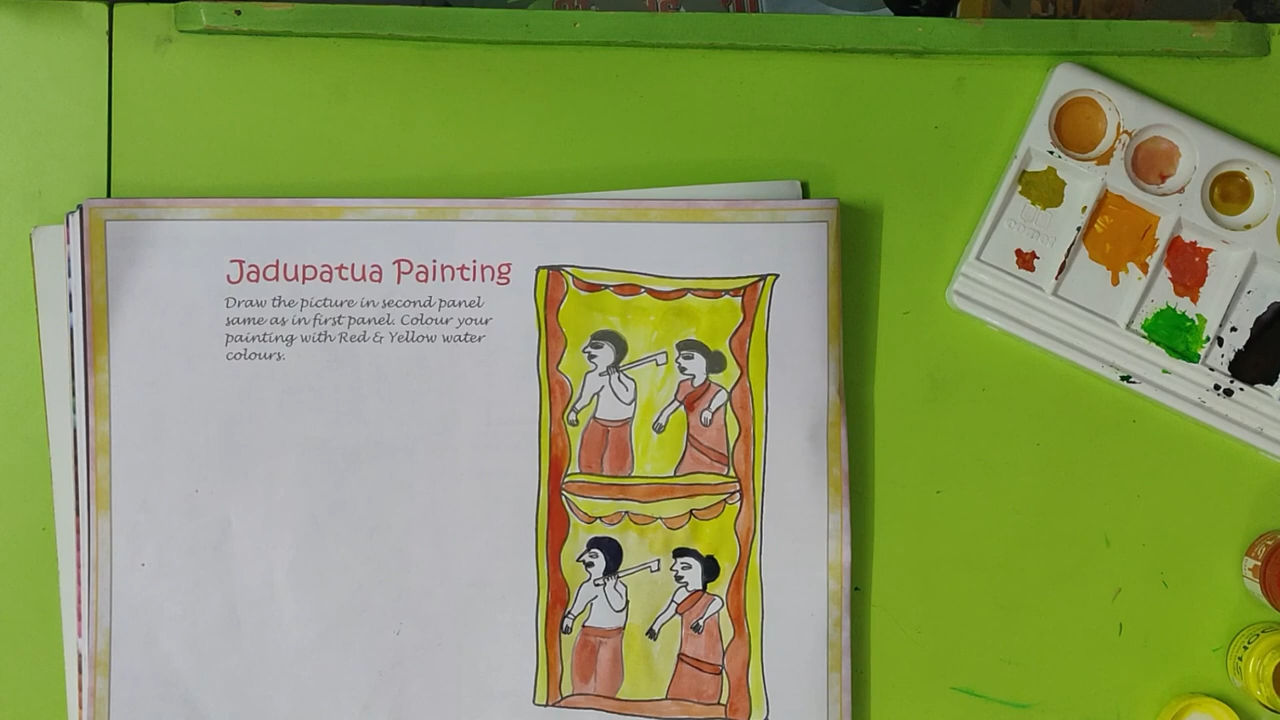 Jadupatua Painting
Draw the picture in second panel
same as in first panel. Colour your
painting with Red & Yellow water
colours.